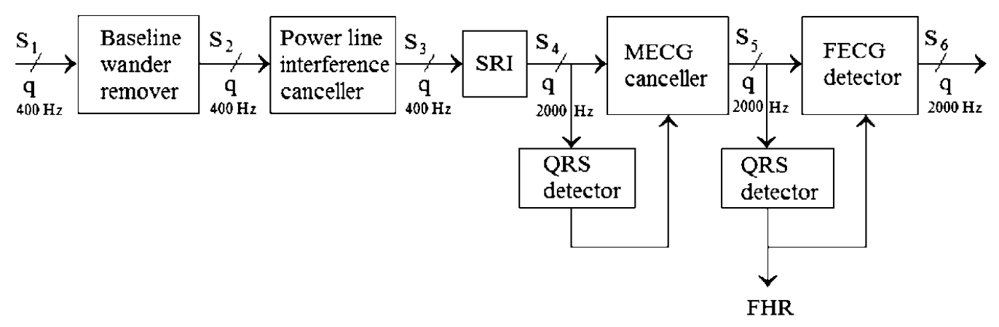 S1
q
400 Hz
Baseline
wander
remover
S2
q
400 Hz
Power line
interference
canceller
S3
q
400 Hz
SRI
S4
q
2000 Hz
MECG
canceller
S5
q
2000 Hz
FECG
detector
S6
q
2000 Hz
QRS
detector
QRS
detector
FHR